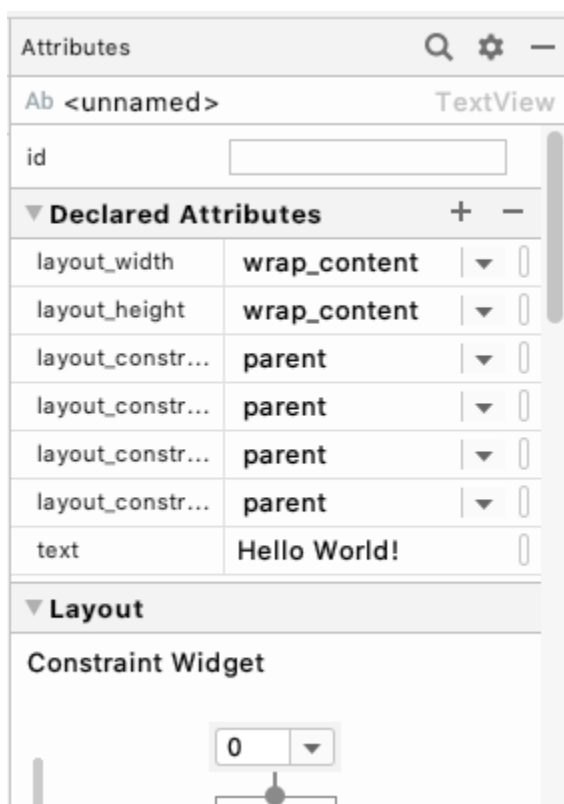 Attributes
Ab <unnamed> TextView
id
Declared Attributes
layout_width wrap_content
layout_height wrap_content
layout_constr... parent
layout_constr... parent
layout_constr... parent
layout_constr... parent
text Hello World!
Layout
Constraint Widget
0